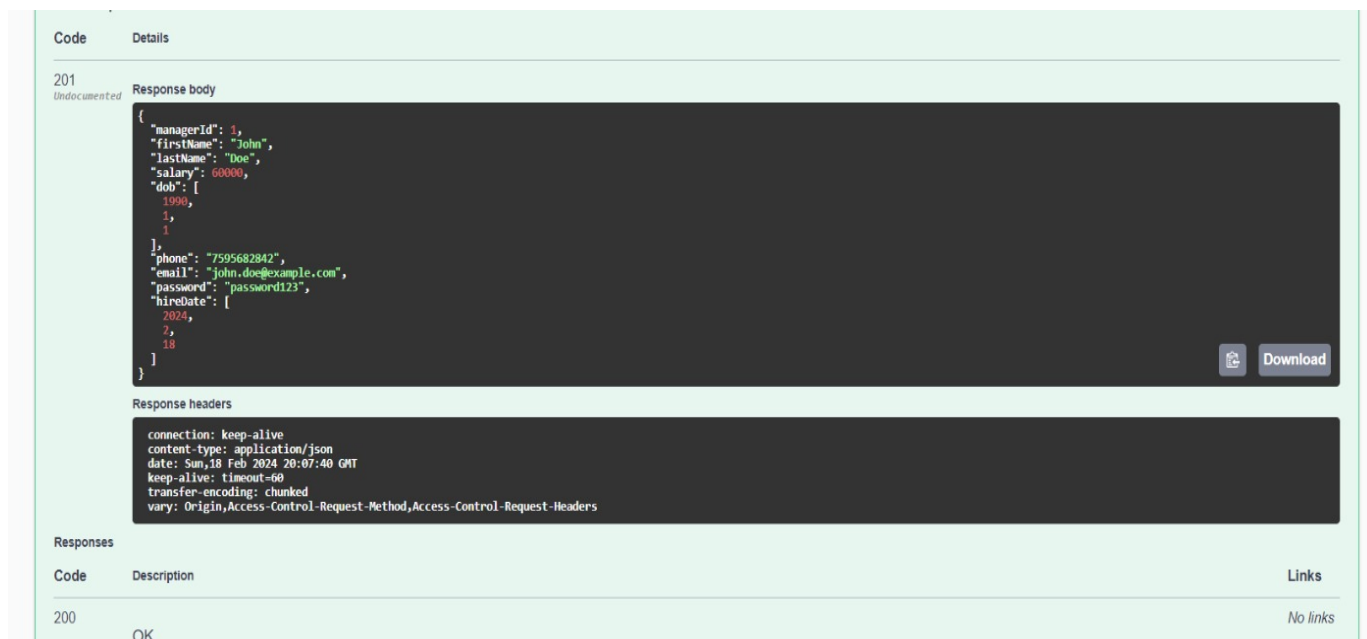 Code Details
201
Undocumented
Response body
{
"managerId": 1,
"firstName": "John",
"lastName": "Doe",
"salary": 60000,
"dob": [
1990,
1,
1
],
"phone": "7595682842",
"email": "john.doe@example.com",
"password": "password123",
"hireDate": [
2024,
2,
18
]
}
Download
Response headers
connection: keep-alive
content-type: application/json
date: Sun,18 Feb 2024 20:07:40 GMT
keep-alive: timeout=60
transfer-encoding: chunked
vary: Origin,Access-Control-Request-Method,Access-Control-Request-Headers
Responses
Code Description Links
200 No links
OK